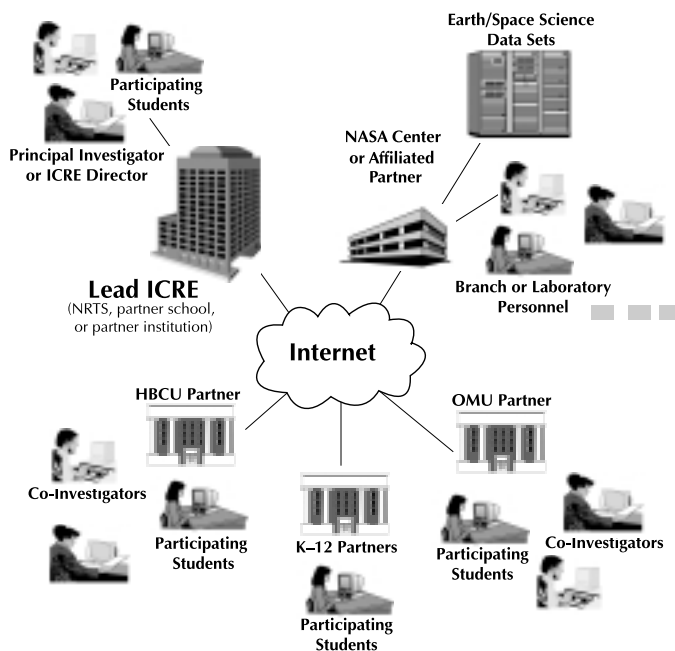 Earth/Space Science
Data Sets
Participating
Students
NASA Center
or Affiliated
Partner
Principal Investigator
or ICRE Director
Lead ICRE
(NRTS, partner school,
or partner institution)
Branch or Laboratory
Personnel
Internet
HBCU Partner
OMU Partner
Co-Investigators
Participating
Students
K–12 Partners
Participating
Students
Co-Investigators
Participating
Students